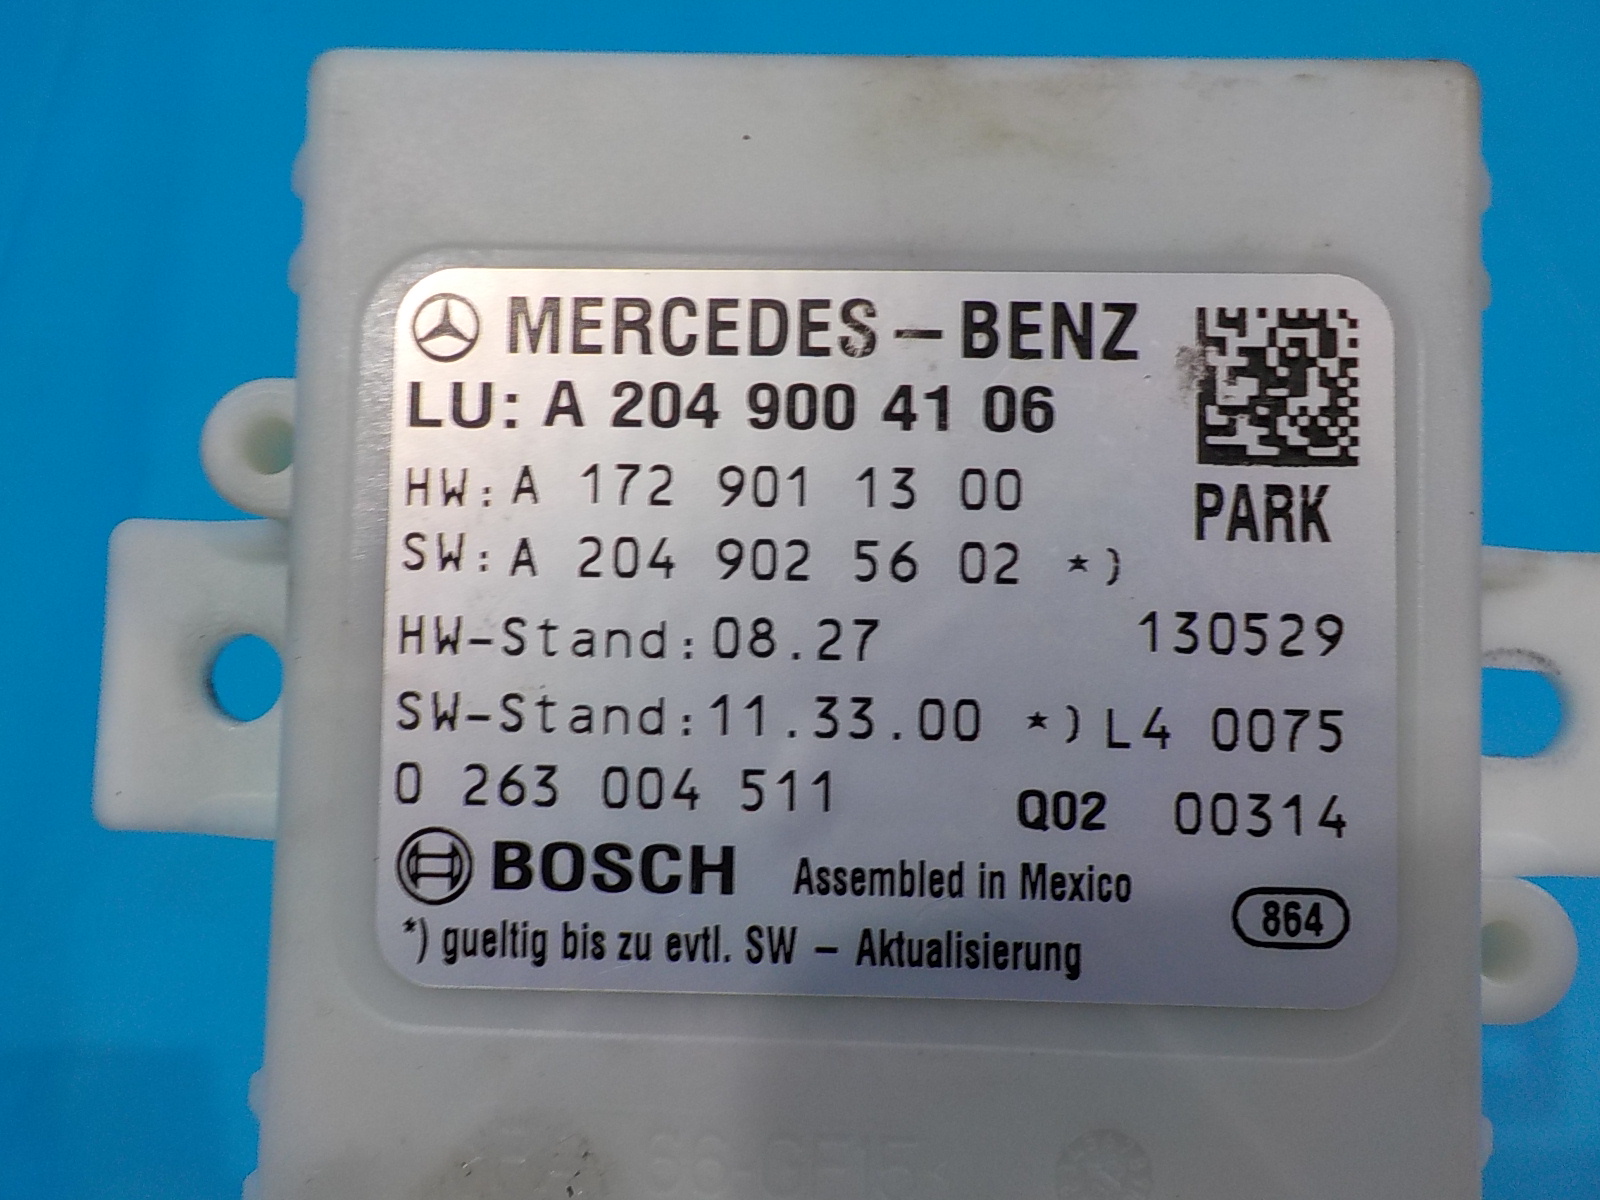 MERCEDES-BENZ
LU: A 204 900 41 06
HW: A 172 901 13 00
PARK
SW: A 204 902 56 02 *)
HW-Stand: 08.27 130529
SW-Stand: 11.33.00 *) L4 0075
0 263 004 511 Q02 00314
BOSCH Assembled in Mexico
864
*) gueltig bis zu evtl. SW - Aktualisierung